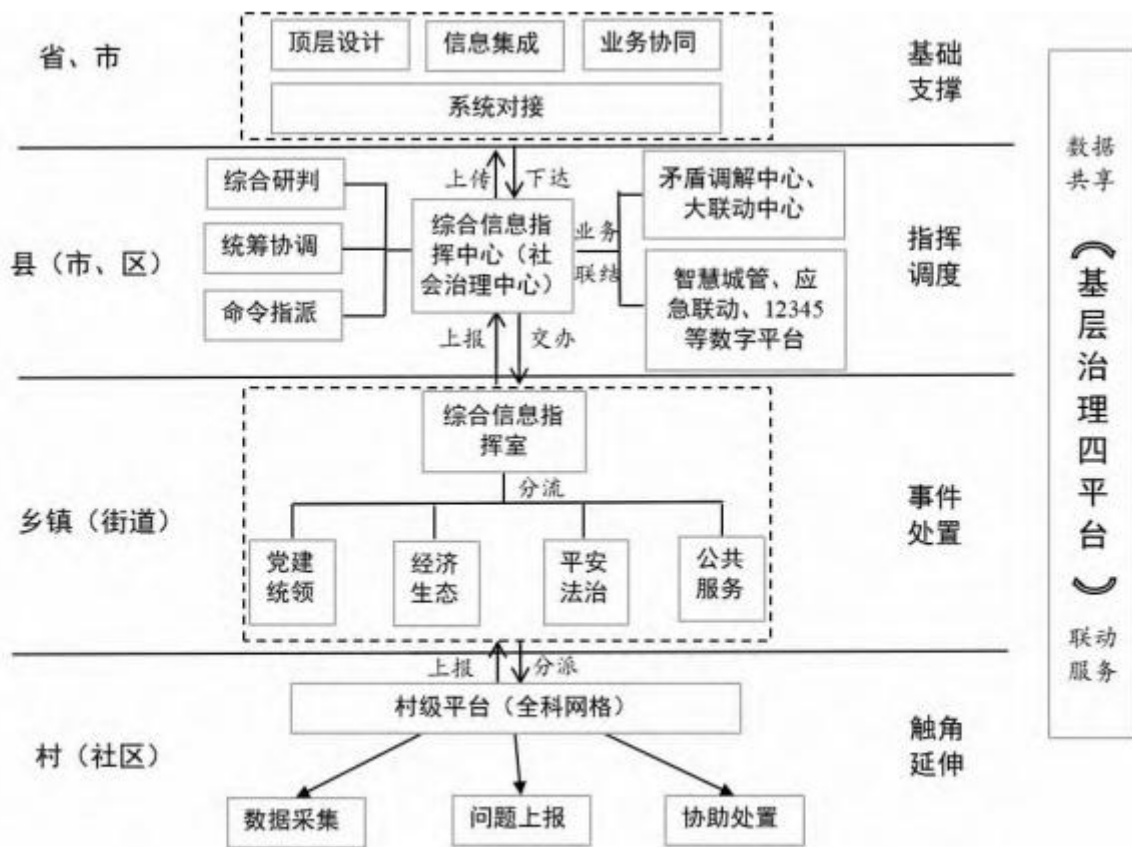 省、市
顶层设计
信息集成
业务协同
系统对接
基础
支撑
上传
下达
县（市、区）
综合研判
统筹协调
命令指派
综合信息指
挥中心（社
会治理中心）
业务
联结
矛盾调解中心、
大联动中心
智慧城管、应
急联动、12345
等数字平台
指挥
调度
上报
交办
乡镇（街道）
综合信息指
挥室
分流
党建
统领
经济
生态
平安
法治
公共
服务
事件
处置
上报
分派
村（社区）
村级平台（全科网格）
数据采集
问题上报
协助处置
触角
延伸
数据
共享
《基层治理四平台》
联动
服务